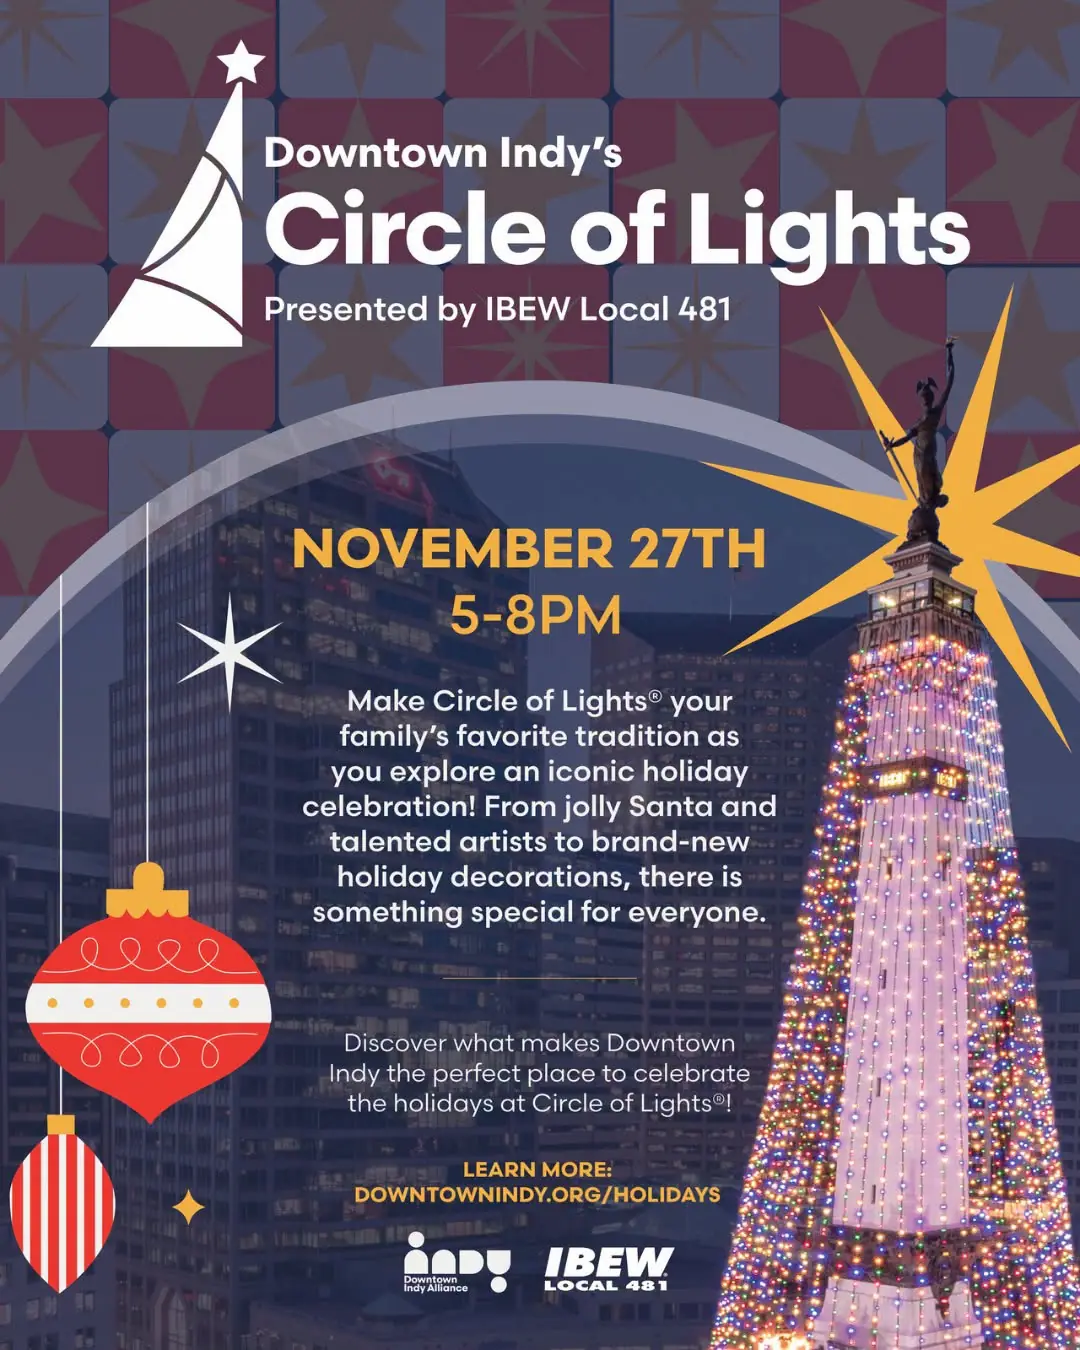 Downtown Indy's
Circle of Lights
Presented by IBEW Local 481
NOVEMBER 27TH
5-8PM
Make Circle of Lights® your
family's favorite tradition as
you explore an iconic holiday
celebration! From jolly Santa and
talented artists to brand-new
holiday decorations, there is
something special for everyone.
Discover what makes Downtown
Indy the perfect place to celebrate
the holidays at Circle of Lights®!
LEARN MORE:
DOWNTOWNINDY.ORG/HOLIDAYS
indy
Downtown
Indy Alliance
IBEW
LOCAL 481